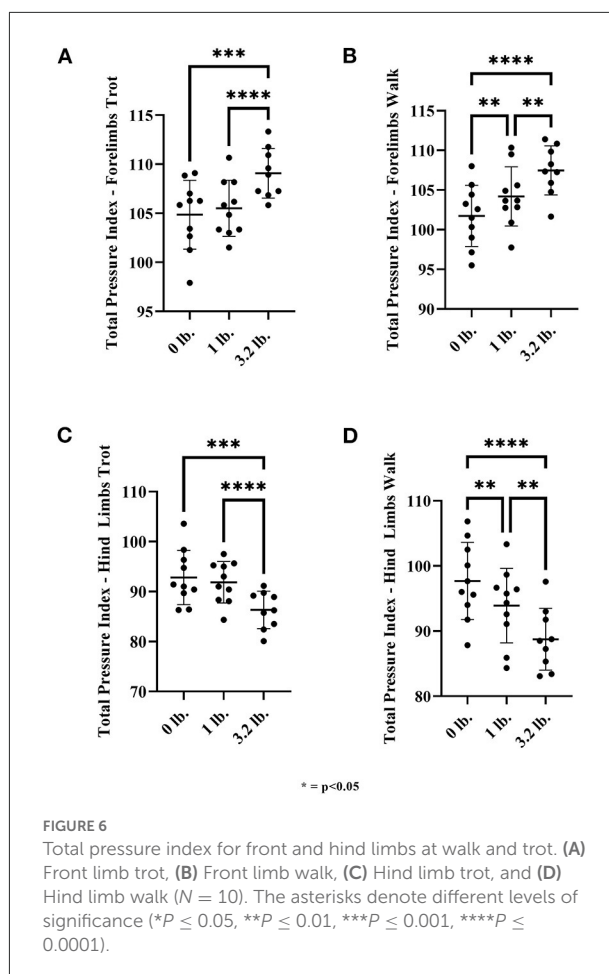 A
***
****
Total Pressure Index - Forelimbs Trot
115
110
105
100
95
0 lb.
1 lb.
3.2 lb.
B
****
**
**
Total Pressure Index - Forelimbs Walk
115
110
105
100
95
90
0 lb.
1 lb.
3.2 lb.
C
***
****
Total Pressure Index - Hind Limbs Trot
110
100
90
80
70
0 lb.
1 lb.
3.2 lb.
D
****
**
**
Total Pressure Index - Hind Limbs Walk
110
100
90
80
0 lb.
1 lb.
3.2 lb.
* = p<0.05
FIGURE 6
Total pressure index for front and hind limbs at walk and trot. (A)
Front limb trot, (B) Front limb walk, (C) Hind limb trot, and (D)
Hind limb walk (N = 10). The asterisks denote different levels of
significance (*P ≤ 0.05, **P ≤ 0.01, ***P ≤ 0.001, ****P ≤
0.0001).